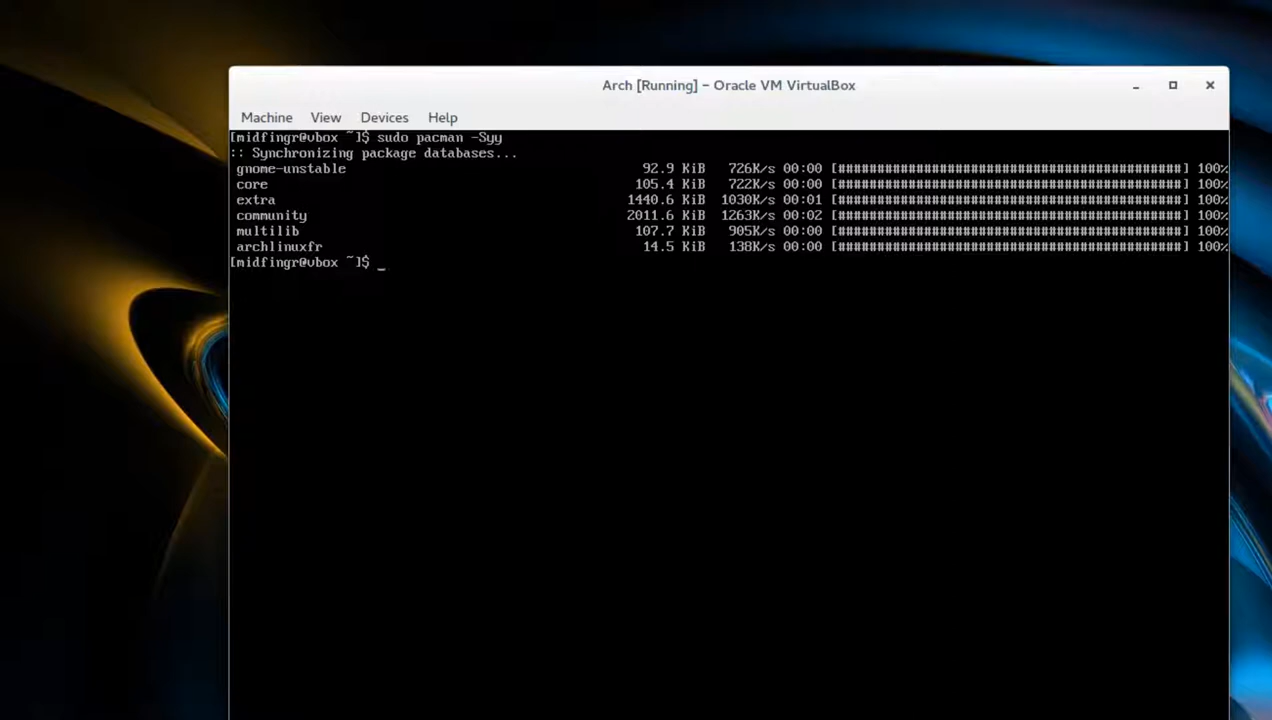 Arch [Running] - Oracle VM VirtualBox
Machine View Devices Help
[midfingr@vbox ~]$ sudo pacman -Syy
:: Synchronizing package databases...
gnome-unstable 92.9 KiB 726K/s 00:00 [############################################] 100%
core 105.4 KiB 722K/s 00:00 [############################################] 100%
extra 1440.6 KiB 1030K/s 00:01 [############################################] 100%
community 2011.6 KiB 1263K/s 00:02 [############################################] 100%
multilib 107.7 KiB 905K/s 00:00 [############################################] 100%
archlinuxfr 14.5 KiB 138K/s 00:00 [############################################] 100%
[midfingr@vbox ~]$ _